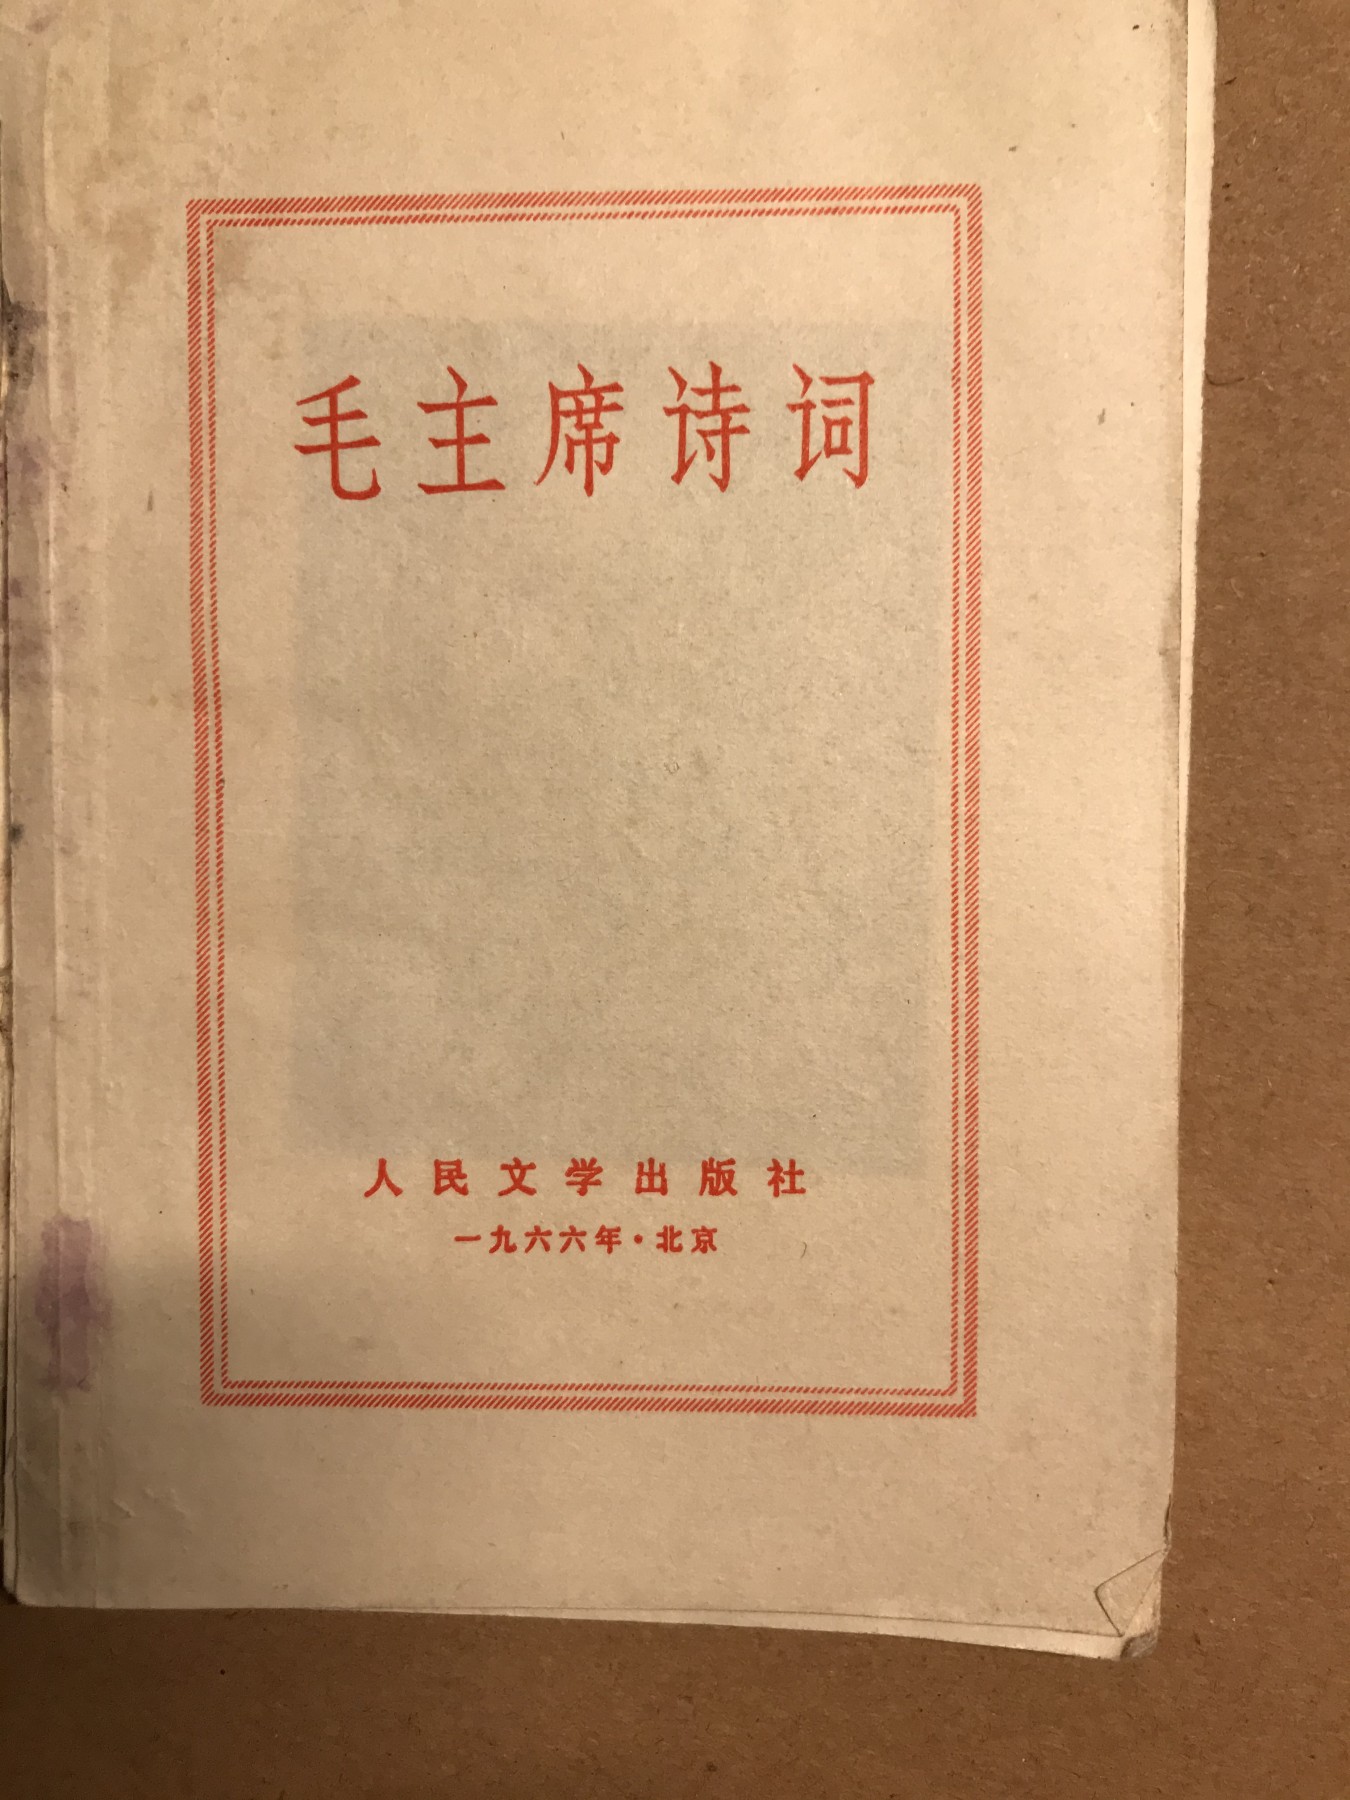 毛主席诗词
人民文学出版社
一九六六年·北京